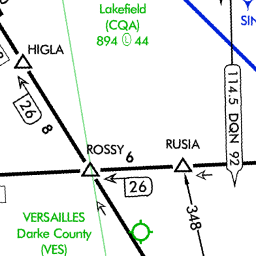 Lakefield
(CQA)
894 Ⓛ 44
SIN
HIGLA
26
8
114.5 DQN 92
ROSSY
6
RUSIA
26
348
VERSAILLES
Darke County
(VES)